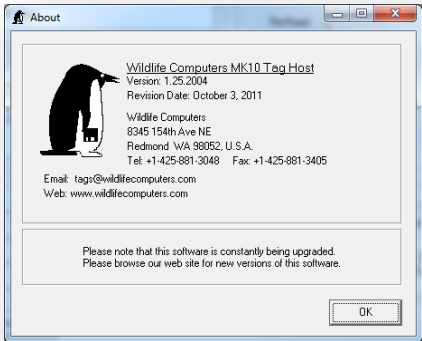 About
Wildlife Computers MK10 Tag Host
Version: 1.25.2004
Revision Date: October 3, 2011
Wildlife Computers
8345 154th Ave NE
Redmond WA 98052, U.S.A.
Tel: +1-425-881-3048 Fax: +1-425-881-3405
Email: tags@wildlifecomputers.com
Web: www.wildlifecomputers.com
Please note that this software is constantly being upgraded.
Please browse our web site for new versions of this software.
OK